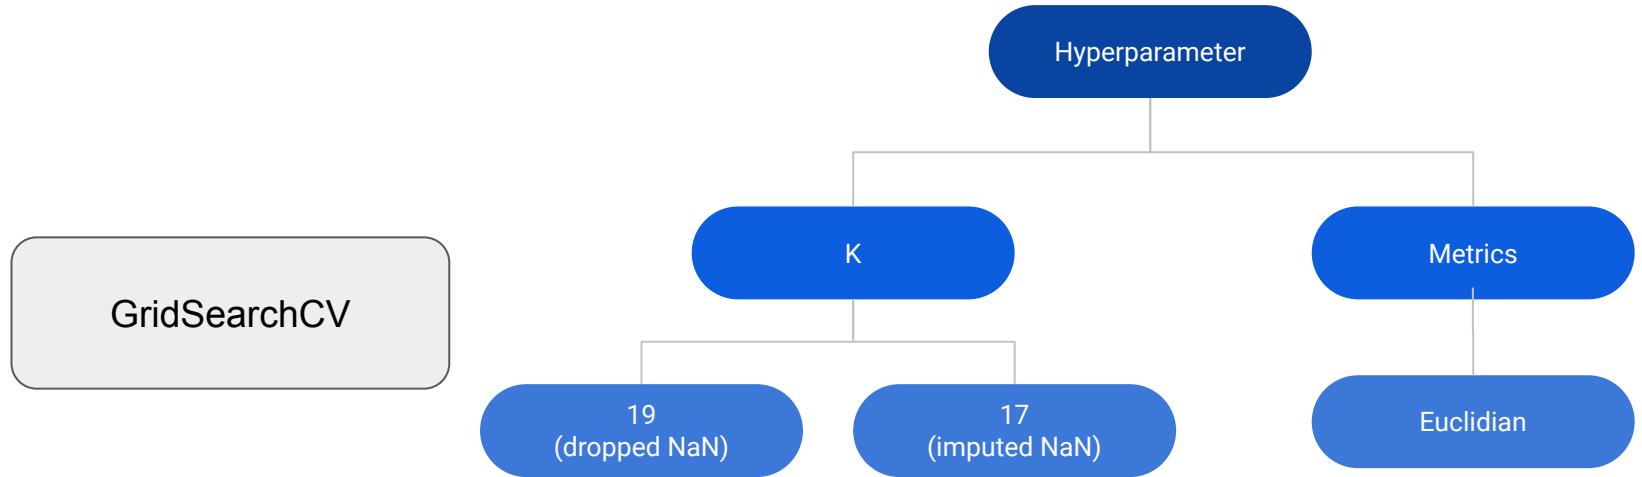 Hyperparameter
K
Metrics
GridSearchCV
19
(dropped NaN)
17
(imputed NaN)
Euclidian